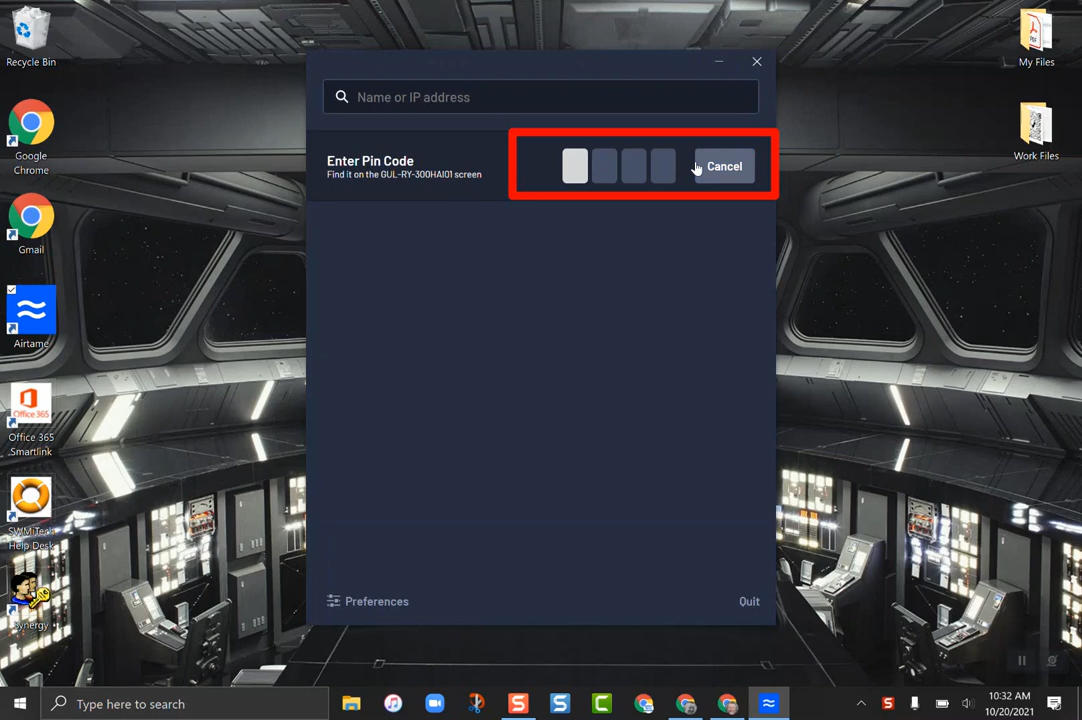 Recycle Bin
Google
Chrome
Gmail
Airtame
Office 365
Office 365
Smartlink
SWMiTech
Help Desk
Synergy
Name or IP address
Enter Pin Code
Find it on the GUL-RY-300HAI01 screen
Cancel
Preferences
Quit
PDF
My Files
Work Files
Type here to search
S
S
C
S
10:32 AM
10/20/2021